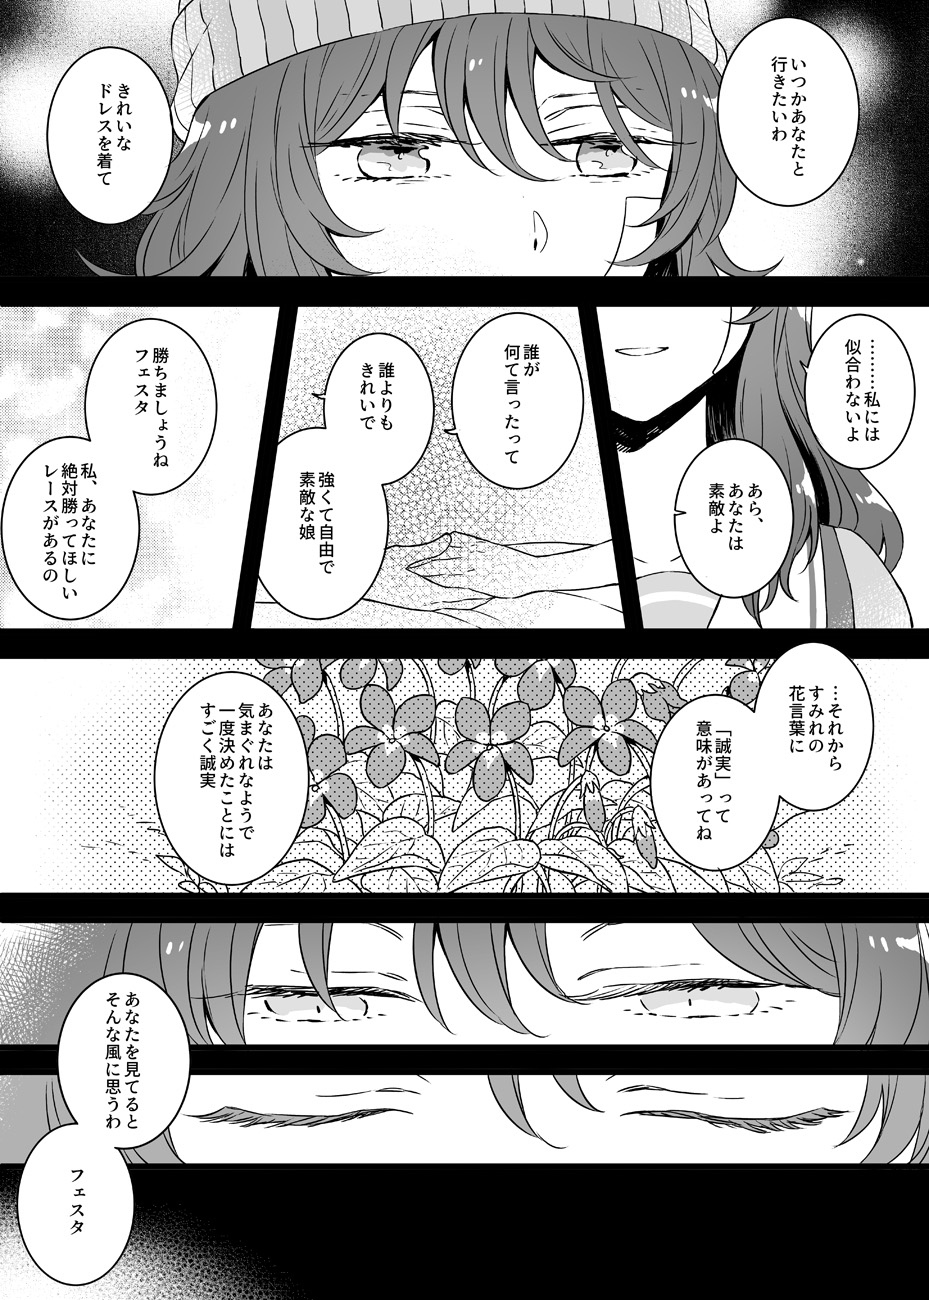 いつかあなたと
行きたいわ
きれいな
ドレスを着て
………私には
似合わないよ
あら、
あなたは
素敵よ
誰が
何て言ったって
誰よりも
きれいで
強くて自由で
素敵な娘
勝ちましょうね
フェスタ
私、あなたに
絶対勝ってほしい
レースがあるの
…それから
すみれの
花言葉に
「誠実」って
意味があってね
あなたは
気まぐれなようで
一度決めたことには
すごく誠実
あなたを見てると
そんな風に思うわ
フェスタ